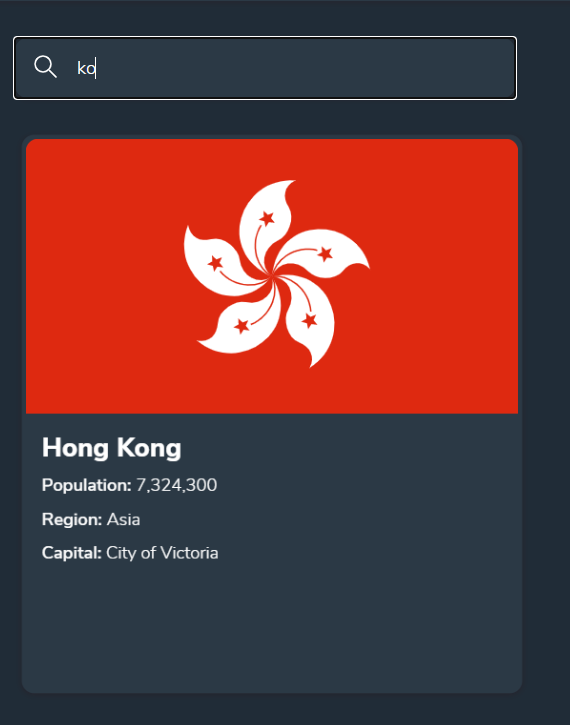 ko
Hong Kong
Population: 7,324,300
Region: Asia
Capital: City of Victoria